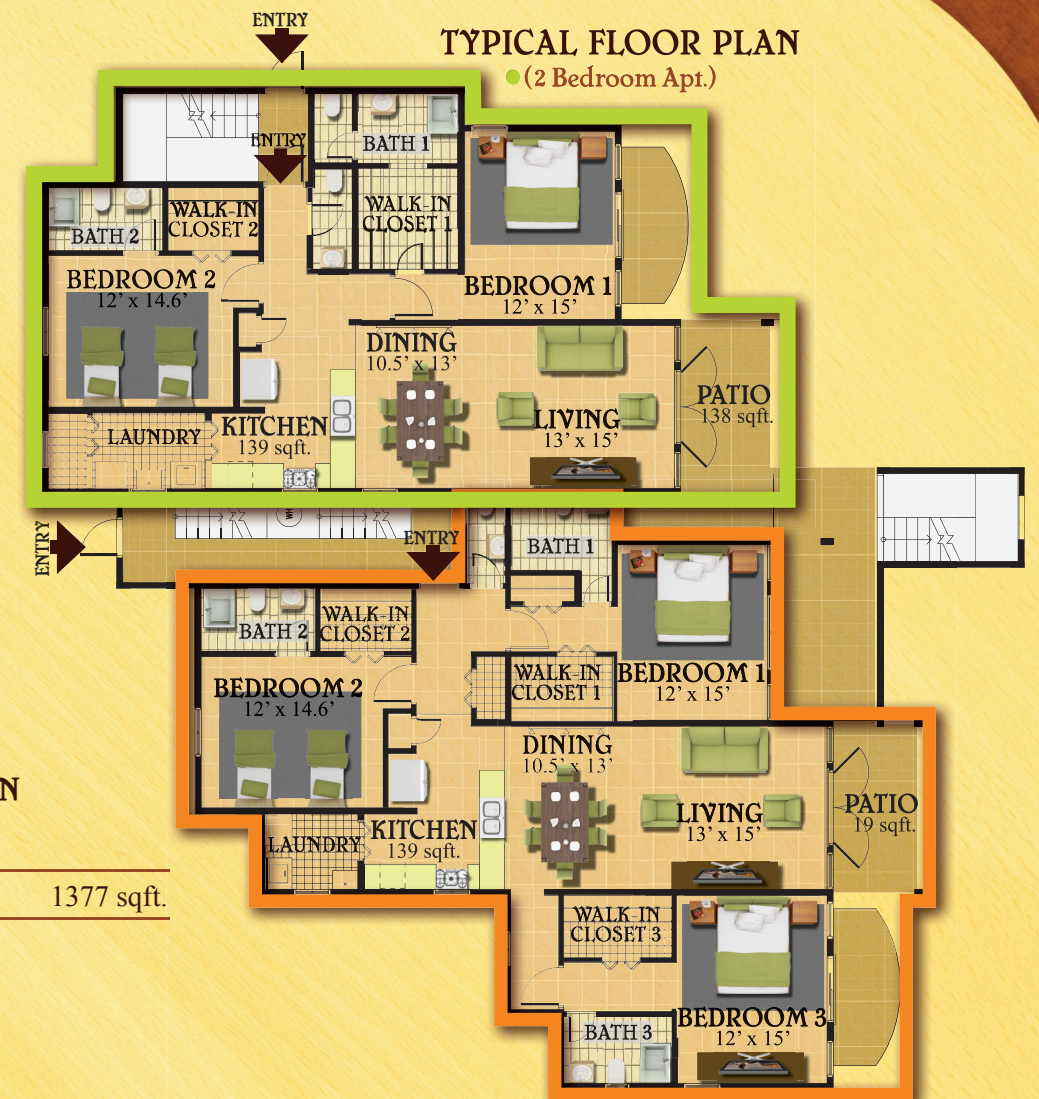 ENTRY
TYPICAL FLOOR PLAN
(2 Bedroom Apt.)
ENTRY
BATH 1
WALK-IN
CLOSET 2
WALK-IN
CLOSET 1
BATH 2
BEDROOM 2
12' x 14.6'
BEDROOM 1
12' x 15'
DINING
10.5' x 13'
LIVING
13' x 15'
PATIO
138 sqft.
LAUNDRY
KITCHEN
139 sqft.
ENTRY
ENTRY
WH
BATH 1
BATH 2
WALK-IN
CLOSET 2
WALK-IN
CLOSET 1
BEDROOM 1
12' x 15'
BEDROOM 2
12' x 14.6'
DINING
10.5' x 13'
LIVING
13' x 15'
PATIO
19 sqft.
N
LAUNDRY
KITCHEN
139 sqft.
1377 sqft.
WALK-IN
CLOSET 3
BATH 3
BEDROOM 3
12' x 15'